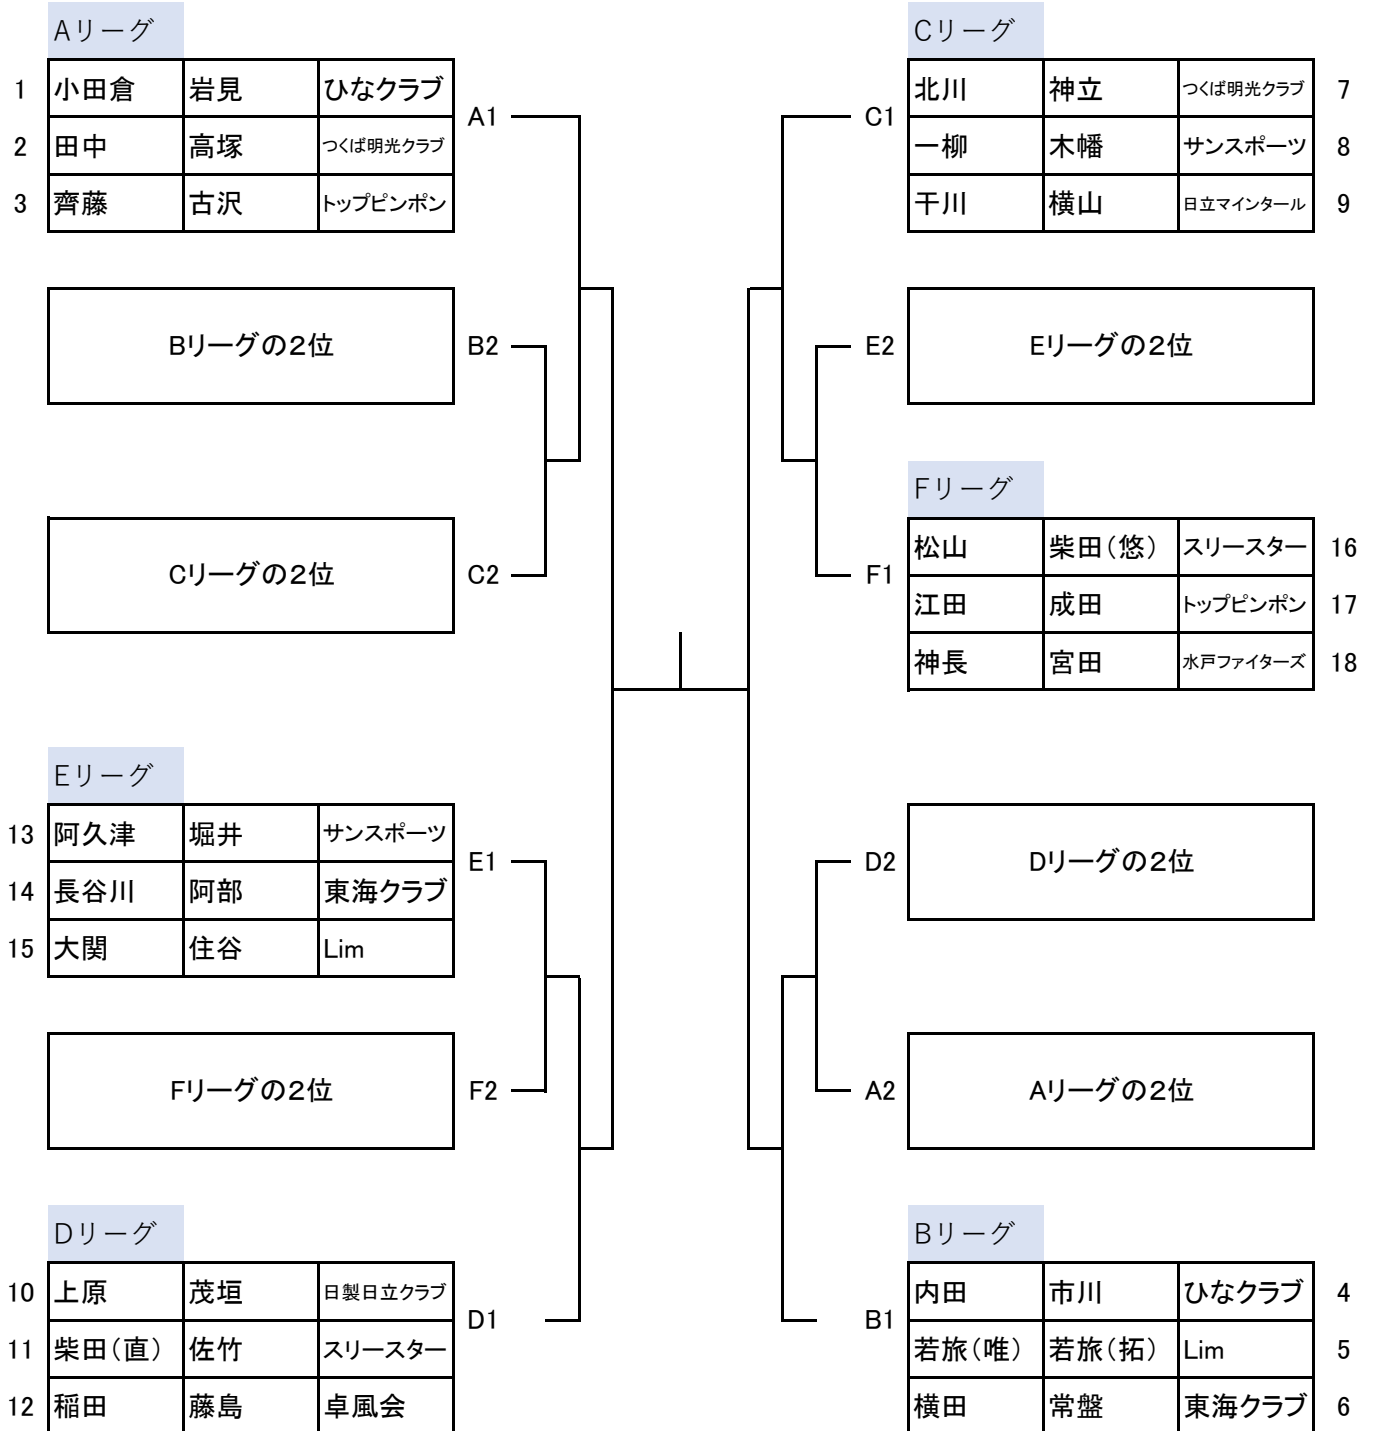 Aリーグ
1 小田倉 岩見 ひなクラブ
2 田中 高塚 つくば明光クラブ
3 齊藤 古沢 トップピンポン
A1
Bリーグの2位 B2
Cリーグの2位 C2
Eリーグ
13 阿久津 堀井 サンスポーツ
14 長谷川 阿部 東海クラブ
15 大関 住谷 Lim
E1
Fリーグの2位 F2
Dリーグ
10 上原 茂垣 日製日立クラブ
11 柴田(直) 佐竹 スリースター
12 稲田 藤島 卓風会
D1
Cリーグ
北川 神立 つくば明光クラブ 7
一柳 木幡 サンスポーツ 8
干川 横山 日立マインタール 9
C1
E2 Eリーグの2位
Fリーグ
松山 柴田(悠) スリースター 16
江田 成田 トップピンポン 17
神長 宮田 水戸ファイターズ 18
F1
D2 Dリーグの2位
A2 Aリーグの2位
Bリーグ
内田 市川 ひなクラブ 4
若旅(唯) 若旅(拓) Lim 5
横田 常盤 東海クラブ 6
B1